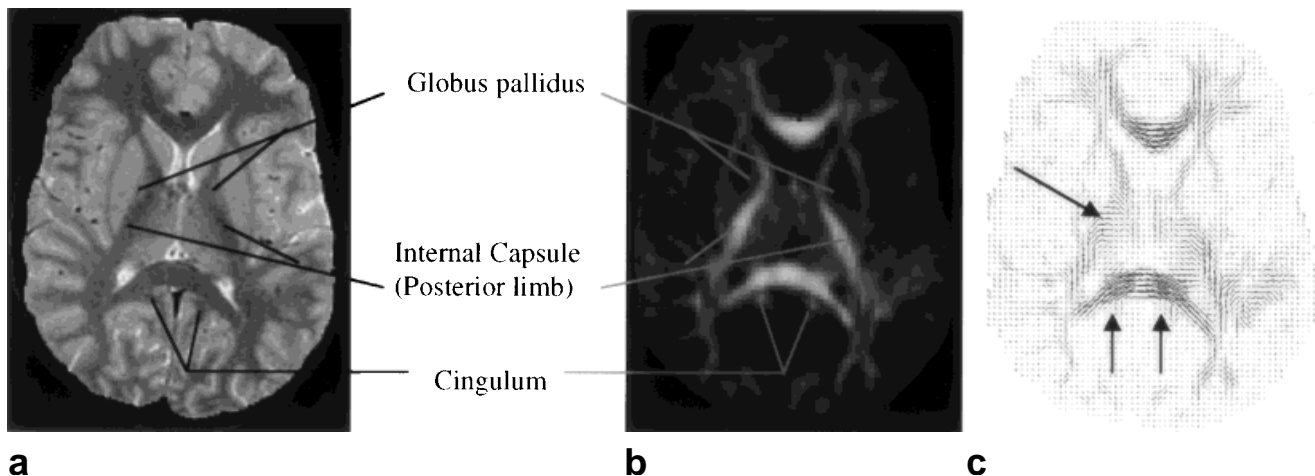 Globus pallidus
Internal Capsule
(Posterior limb)
Cingulum
a
b
c